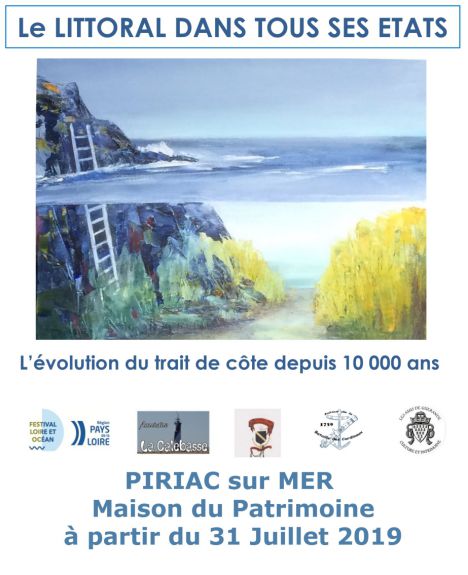 Le LITTORAL DANS TOUS SES ETATS
L'évolution du trait de côte depuis 10 000 ans
FESTIVAL
LOIRE ET
OCÉAN
Région
PAYS
de la
LOIRE
La Calebasse
1759
PIRIAC sur MER
Maison du Patrimoine
à partir du 31 Juillet 2019